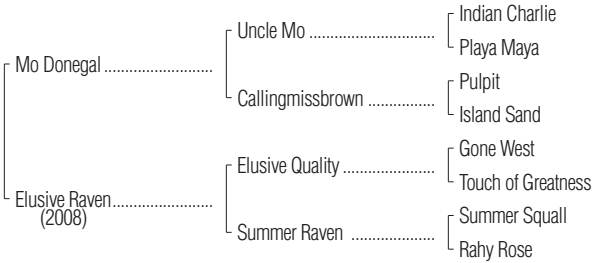 Indian Charlie
Uncle Mo ..................................
Playa Maya
Mo Donegal .............................
Pulpit
Callingmissbrown ..................
Island Sand
Gone West
Elusive Quality .........................
Touch of Greatness
Elusive Raven...........................
(2008)
Summer Squall
Summer Raven ......................
Rahy Rose